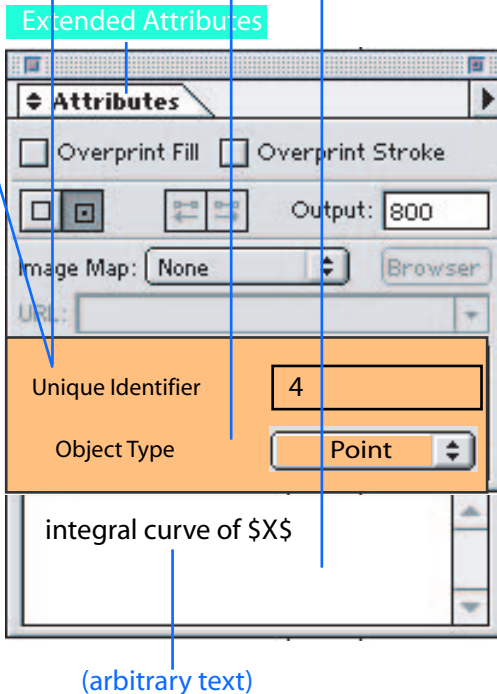 Extended Attributes
Attributes
Overprint Fill Overprint Stroke
Output: 800
Image Map: None Browser
URL:
Unique Identifier 4
Object Type Point
integral curve of $X$
(arbitrary text)